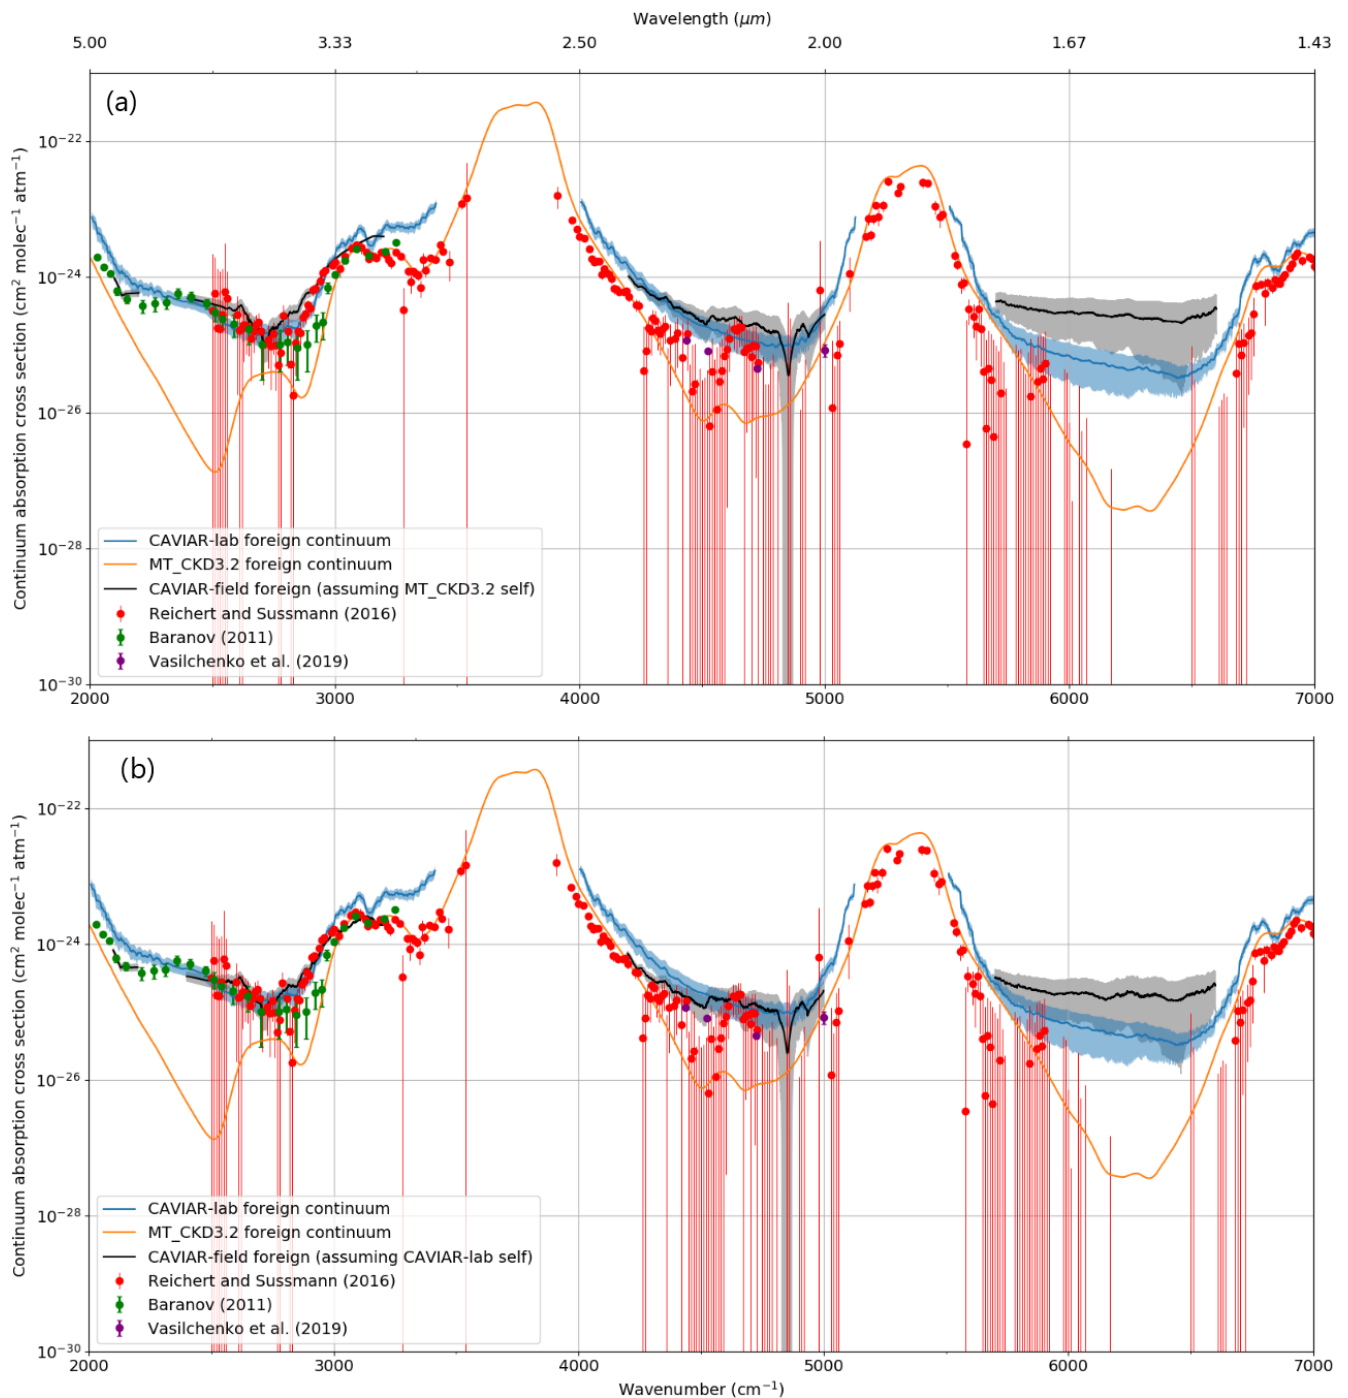 Wavelength (μm)
5.00 3.33 2.50 2.00 1.67 1.43
(a)
Continuum absorption cross section (cm² molec⁻¹ atm⁻¹)
10⁻²²
10⁻²⁴
10⁻²⁶
10⁻²⁸
10⁻³⁰
CAVIAR-lab foreign continuum
MT_CKD3.2 foreign continuum
CAVIAR-field foreign (assuming MT_CKD3.2 self)
Reichert and Sussmann (2016)
Baranov (2011)
Vasilchenko et al. (2019)
2000 3000 4000 5000 6000 7000
(b)
Continuum absorption cross section (cm² molec⁻¹ atm⁻¹)
10⁻²²
10⁻²⁴
10⁻²⁶
10⁻²⁸
10⁻³⁰
CAVIAR-lab foreign continuum
MT_CKD3.2 foreign continuum
CAVIAR-field foreign (assuming CAVIAR-lab self)
Reichert and Sussmann (2016)
Baranov (2011)
Vasilchenko et al. (2019)
2000 3000 4000 5000 6000 7000
Wavenumber (cm⁻¹)